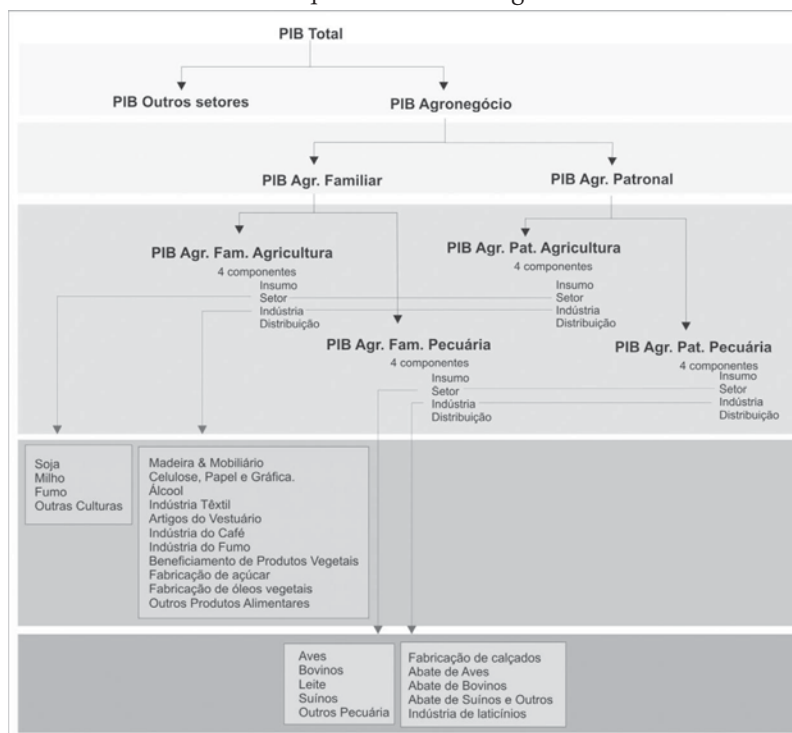 PIB Total
PIB Outros setores
PIB Agronegócio
PIB Agr. Familiar
PIB Agr. Patronal
PIB Agr. Fam. Agricultura
4 componentes
Insumo
Setor
Indústria
Distribuição
PIB Agr. Pat. Agricultura
4 componentes
Insumo
Setor
Indústria
Distribuição
PIB Agr. Fam. Pecuária
4 componentes
Insumo
Setor
Indústria
Distribuição
PIB Agr. Pat. Pecuária
4 componentes
Insumo
Setor
Indústria
Distribuição
Soja
Milho
Fumo
Outras Culturas
Madeira & Mobiliário
Celulose, Papel e Gráfica.
Álcool
Indústria Têxtil
Artigos do Vestuário
Indústria do Café
Indústria do Fumo
Beneficiamento de Produtos Vegetais
Fabricação de açúcar
Fabricação de óleos vegetais
Outros Produtos Alimentares
Aves
Bovinos
Leite
Suínos
Outros Pecuária
Fabricação de calçados
Abate de Aves
Abate de Bovinos
Abate de Suínos e Outros
Indústria de laticínios